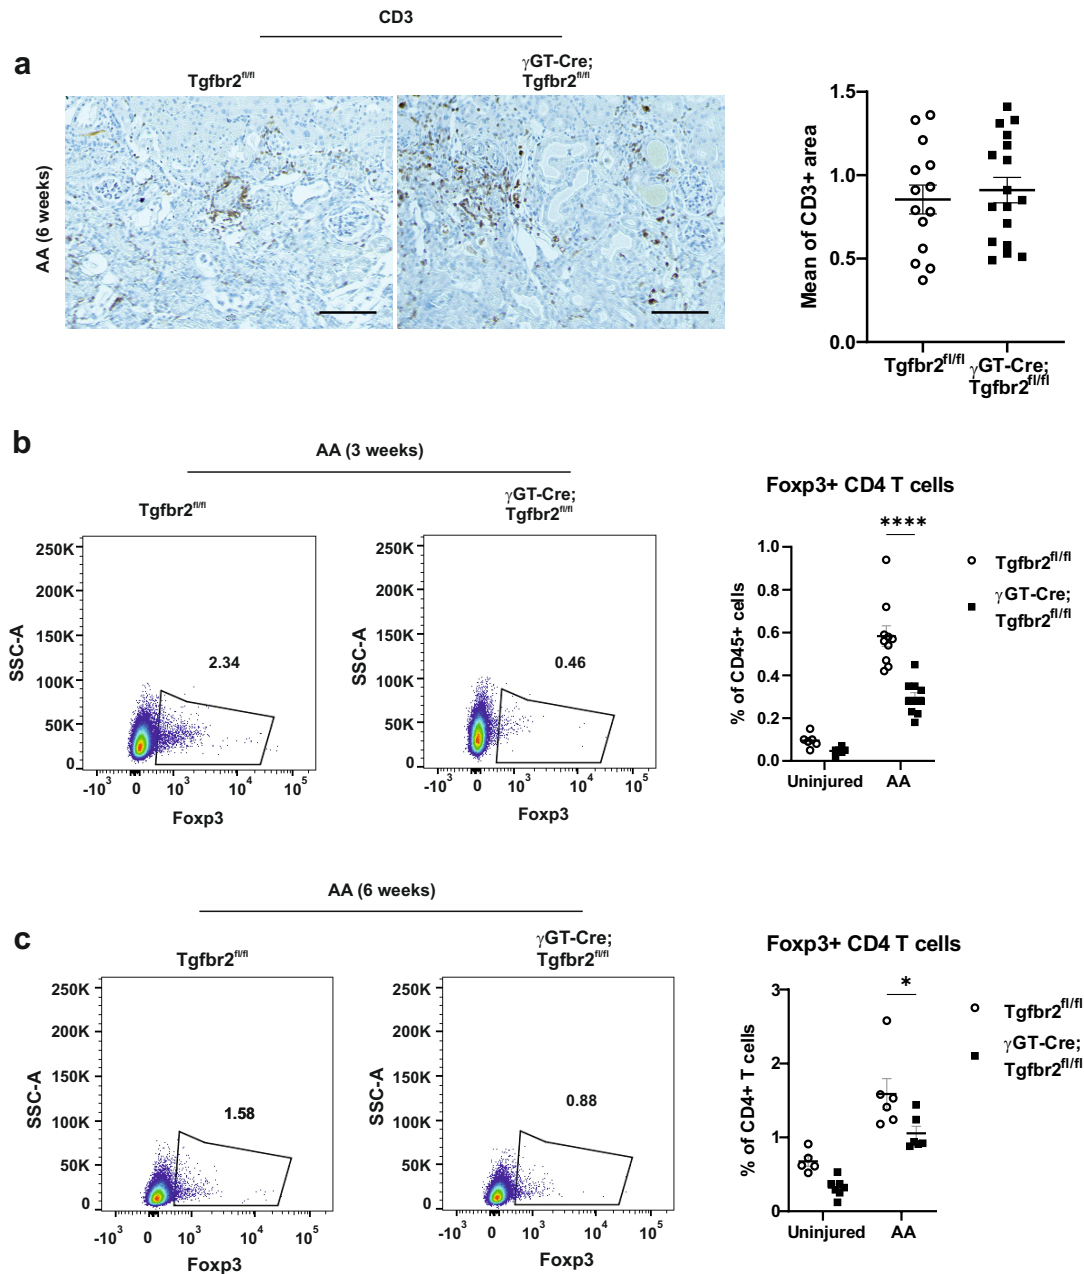 CD3
a
Tgfbr2fl/fl
γGT-Cre;
Tgfbr2fl/fl
AA (6 weeks)
Mean of CD3+ area
1.5
1.0
0.5
0.0
Tgfbr2fl/fl
γGT-Cre;
Tgfbr2fl/fl
b
AA (3 weeks)
Tgfbr2fl/fl
γGT-Cre;
Tgfbr2fl/fl
SSC-A
250K
200K
150K
100K
50K
0
2.34
-10³ 0 10³ 10⁴ 10⁵
Foxp3
SSC-A
250K
200K
150K
100K
50K
0
0.46
-10³ 0 10³ 10⁴ 10⁵
Foxp3
Foxp3+ CD4 T cells
****
% of CD45+ cells
1.0
0.8
0.6
0.4
0.2
0.0
Uninjured AA
Tgfbr2fl/fl
γGT-Cre;
Tgfbr2fl/fl
c
AA (6 weeks)
Tgfbr2fl/fl
γGT-Cre;
Tgfbr2fl/fl
SSC-A
250K
200K
150K
100K
50K
0
1.58
-10³ 0 10³ 10⁴ 10⁵
Foxp3
SSC-A
250K
200K
150K
100K
50K
0
0.88
-10³ 0 10³ 10⁴ 10⁵
Foxp3
Foxp3+ CD4 T cells
*
% of CD4+ T cells
3
2
1
0
Uninjured AA
Tgfbr2fl/fl
γGT-Cre;
Tgfbr2fl/fl